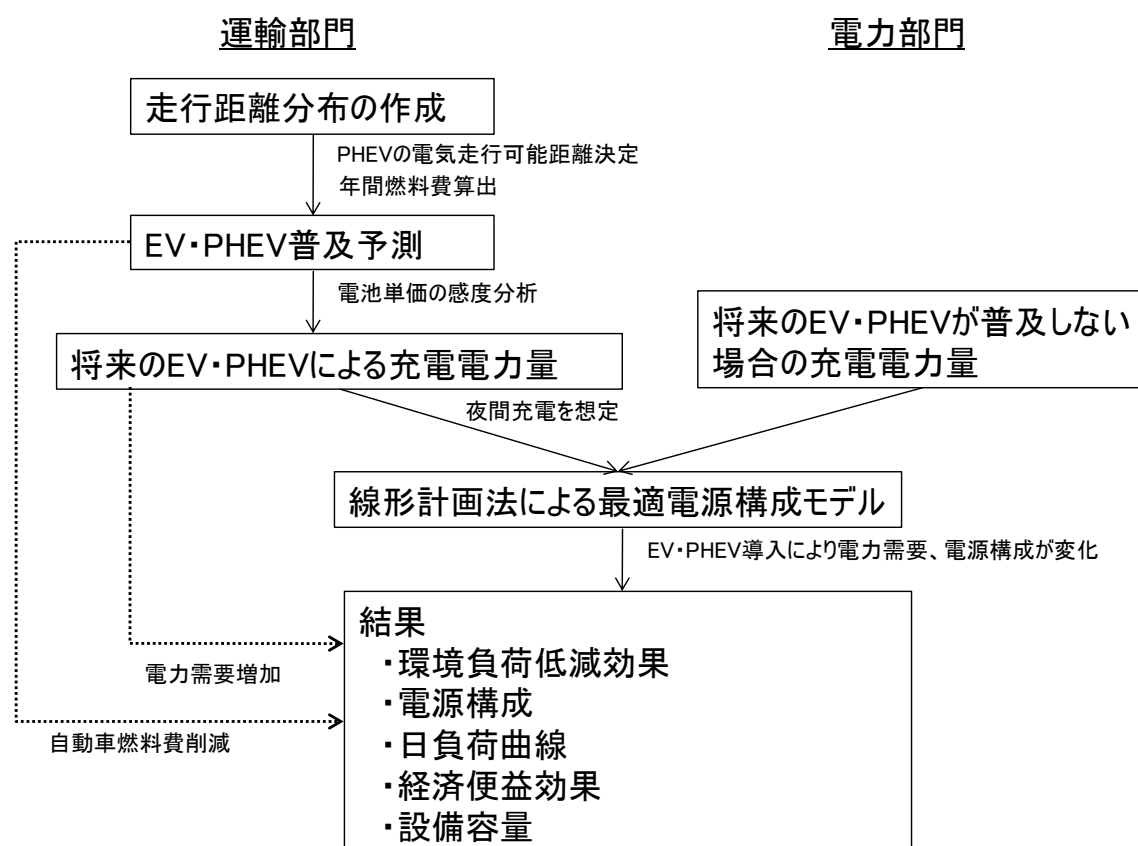 運輸部門
電力部門
走行距離分布の作成
PHEVの電気走行可能距離決定
年間燃料費算出
EV・PHEV普及予測
電池単価の感度分析
将来のEV・PHEVによる充電電力量
将来のEV・PHEVが普及しない
場合の充電電力量
夜間充電を想定
線形計画法による最適電源構成モデル
EV・PHEV導入により電力需要、電源構成が変化
結果
・環境負荷低減効果
・電源構成
・日負荷曲線
・経済便益効果
・設備容量
電力需要増加
自動車燃料費削減